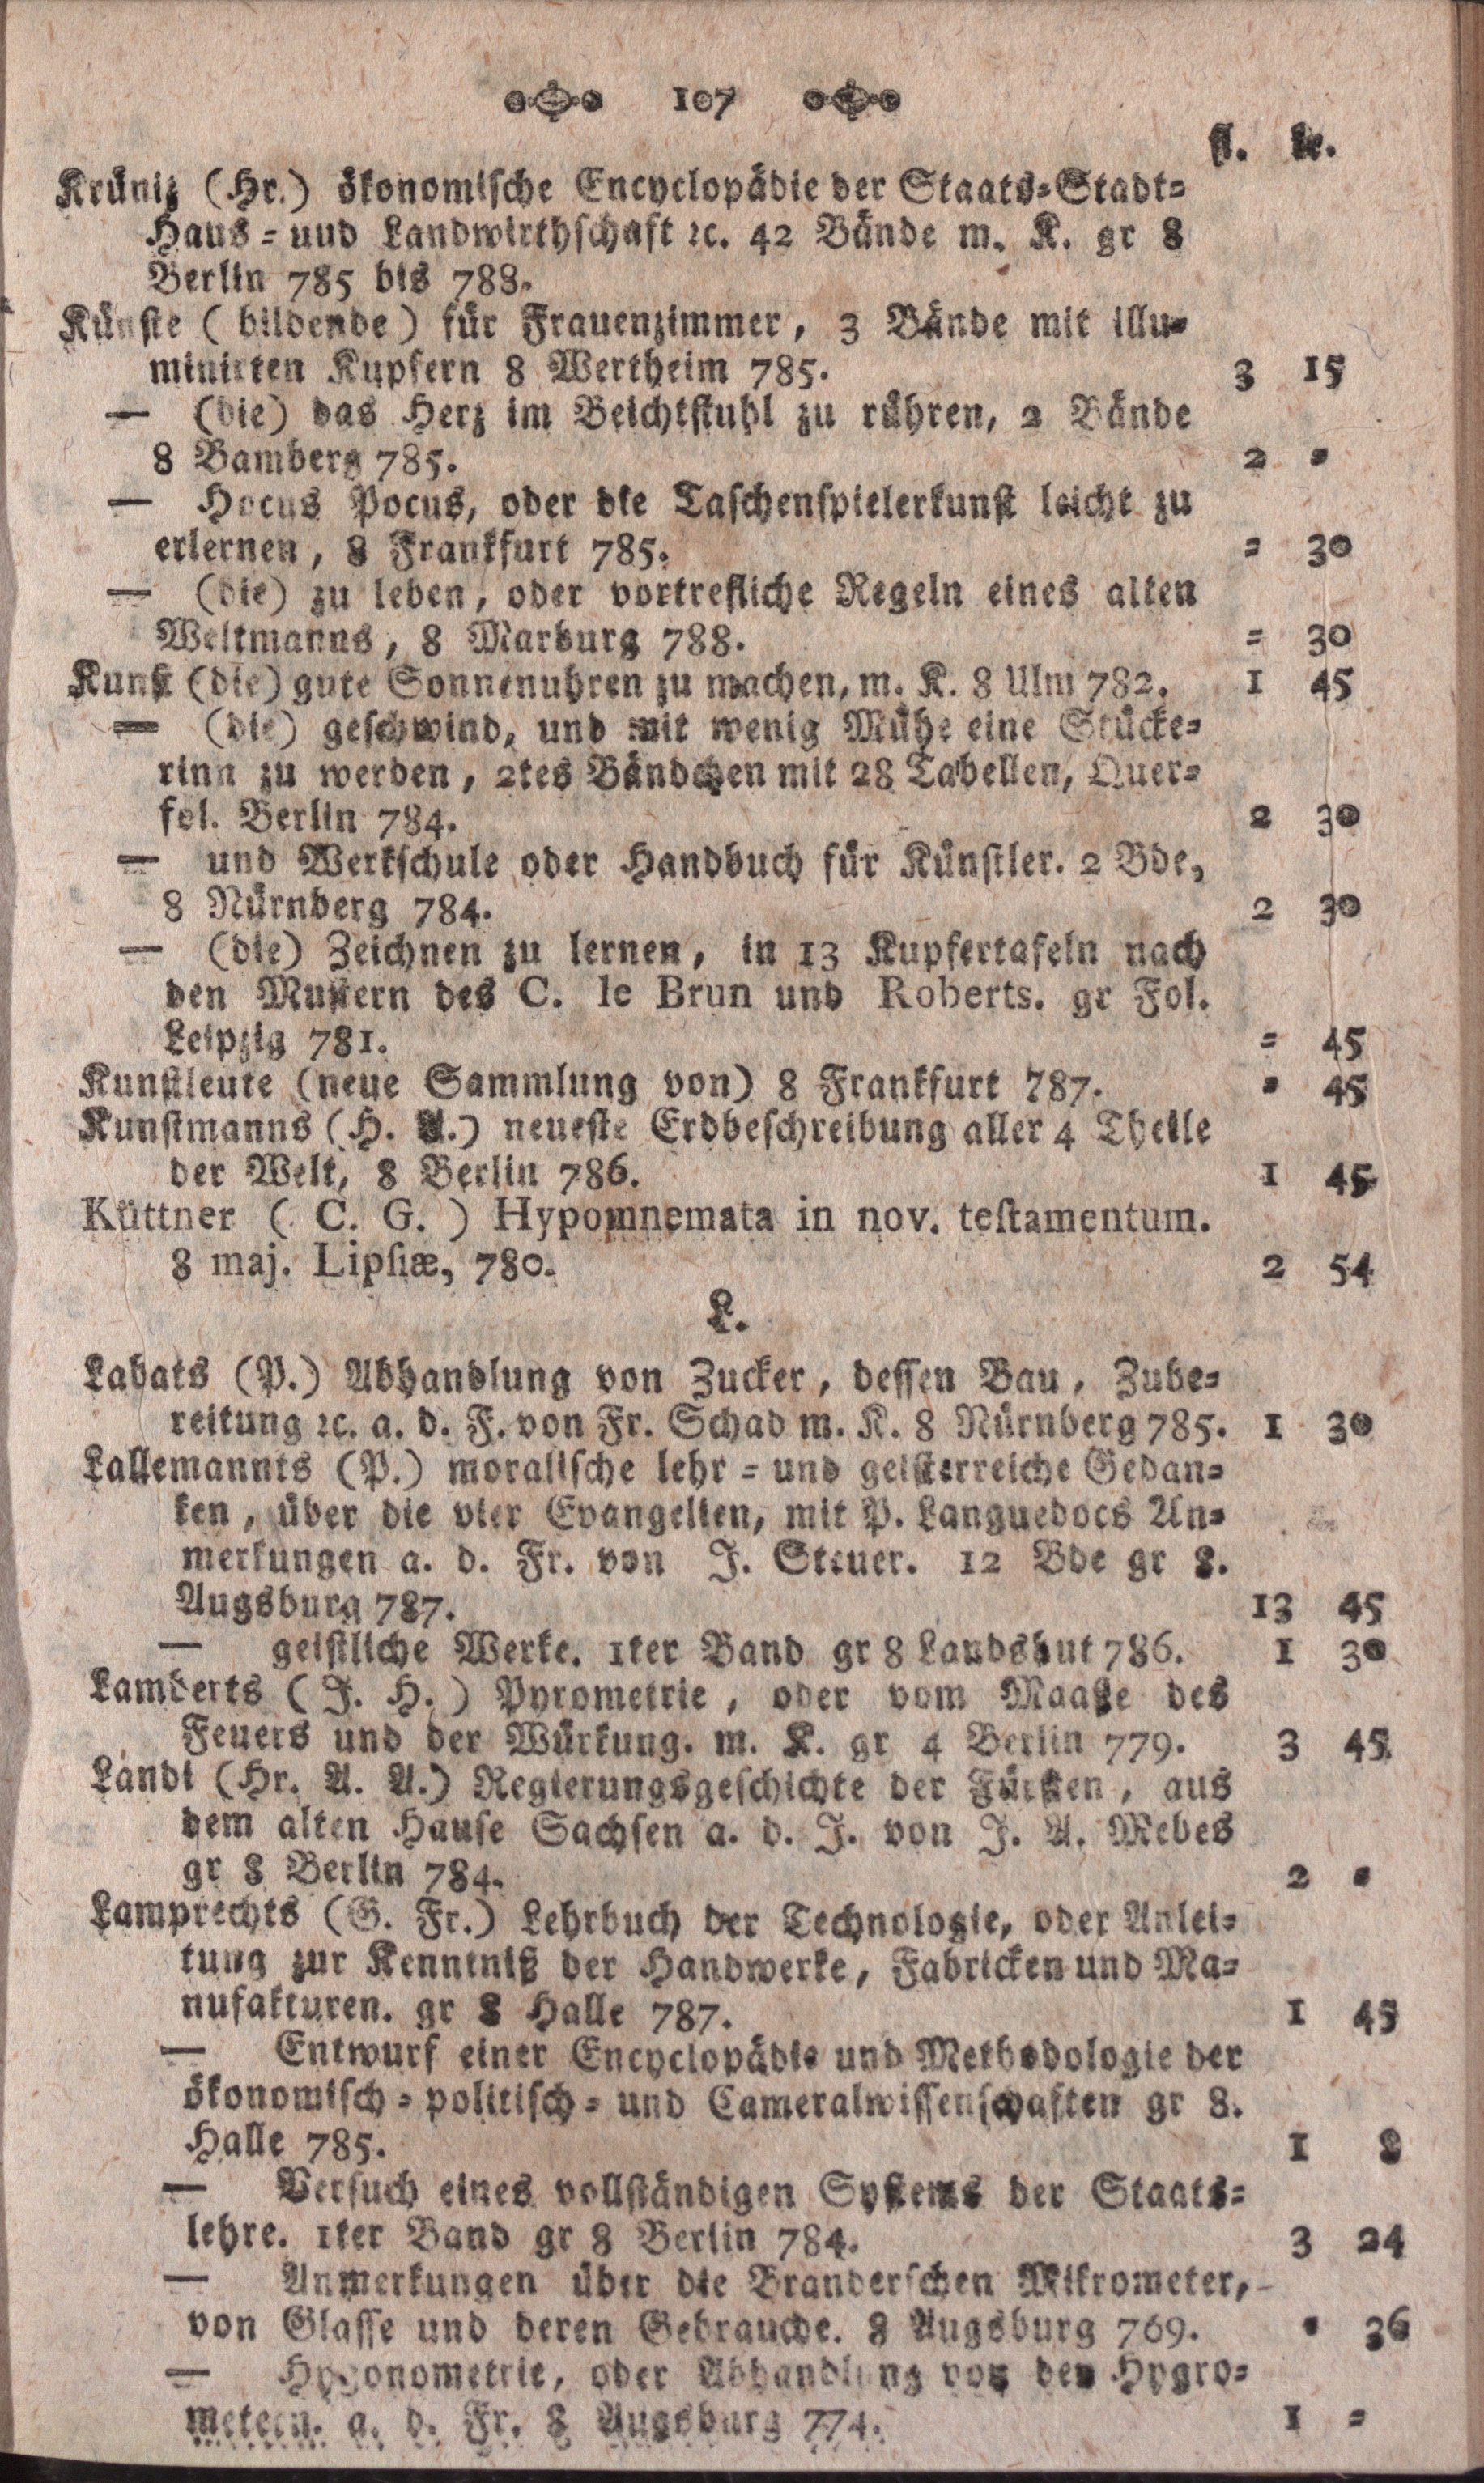 107
fl. kr.
Krünitz (Hr.) ökonomische Encyclopädie der Staats-Stadt-
Haus- und Landwirthschaft ꝛc. 42 Bände m. K. gr 8
Berlin 785 bis 788.
Künste (bildende) für Frauenzimmer, 3 Bände mit illu-
minirten Kupfern 8 Wertheim 785. 3 15
— (die) das Herz im Beichtstuhl zu rühren, 2 Bände
8 Bamberg 785. 2 =
— Hocus Pocus, oder die Taschenspielerkunst leicht zu
erlernen, 8 Frankfurt 785. = 30
— (die) zu leben, oder vortrefliche Regeln eines alten
Weltmanns, 8 Marburg 788. = 30
Kunst (die) gute Sonnenuhren zu machen, m. K. 8 Ulm 782. 1 45
— (die) geschwind, und mit wenig Mühe eine Stücke-
rinn zu werden, 2tes Bändchen mit 28 Tabellen, Quer-
fol. Berlin 784. 2 30
— und Werkschule oder Handbuch für Künstler. 2 Bde,
8 Nürnberg 784. 2 30
— (die) Zeichnen zu lernen, in 13 Kupfertafeln nach
den Mustern des C. le Brun und Roberts. gr Fol.
Leipzig 781. = 45
Kunstleute (neue Sammlung von) 8 Frankfurt 787. = 45
Kunstmanns (H. A.) neueste Erdbeschreibung aller 4 Theile
der Welt, 8 Berlin 786. 1 45
Küttner (C. G.) Hypomnemata in nov. testamentum.
8 maj. Lipsiæ, 780. 2 54
L.
Labats (P.) Abhandlung von Zucker, dessen Bau, Zube-
reitung ꝛc. a. d. F. von Fr. Schad m. K. 8 Nürnberg 785. 1 30
Lallemannts (P.) moralische lehr- und geisterreiche Gedan-
ken, über die vier Evangelien, mit P. Languedocs An-
merkungen a. d. Fr. von J. Steuer. 12 Bde gr 8.
Augsburg 787. 13 45
— geistliche Werke. 1ter Band gr 8 Landshut 786. 1 30
Lamberts (J. H.) Pyrometrie, oder vom Maaße des
Feuers und der Würkung. m. K. gr 4 Berlin 779. 3 45
Landi (Hr. A. A.) Regierungsgeschichte der Fürsten, aus
dem alten Hause Sachsen a. d. J. von J. A. Mebes
gr 8 Berlin 784. 2 =
Lamprechts (G. Fr.) Lehrbuch der Technologie, oder Anlei-
tung zur Kenntniß der Handwerke, Fabricken und Ma-
nufakturen. gr 8 Halle 787. 1 45
— Entwurf einer Encyclopädie und Methodologie der
ökonomisch- politisch- und Cameralwissenschaften gr 8.
Halle 785. 1 8
— Versuch eines vollständigen Systems der Staats-
lehre. 1ter Band gr 8 Berlin 784. 3 24
— Anmerkungen über die Branderschen Mikrometer,
von Glasse und deren Gebrauche. 8 Augsburg 769. = 36
— Hygonometrie, oder Abhandlung von den Hygro-
metern. a. d. Fr. 8 Augsburg 774. 1 =